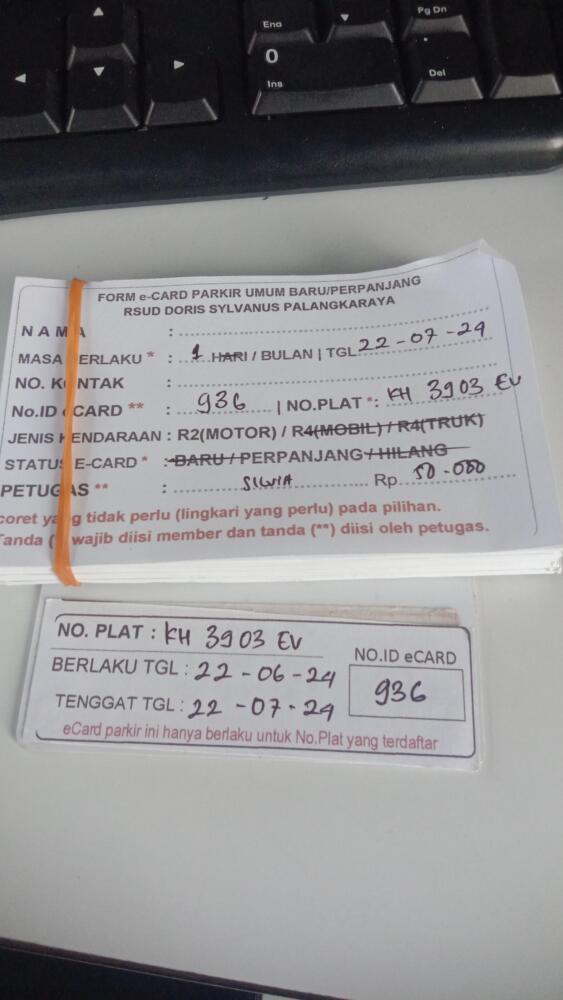 Pg Dn
End
0
Ins
.
Del
FORM e-CARD PARKIR UMUM BARU/PERPANJANG
RSUD DORIS SYLVANUS PALANGKARAYA
NAMA :
MASA BERLAKU * : 1 HARI / BULAN | TGL 22-07-24
NO. KONTAK :
No.ID eCARD ** : 936 | NO.PLAT *: KH 3903 EV
JENIS KENDARAAN : R2(MOTOR) / R4(MOBIL) / R4(TRUK)
STATUS E-CARD * : BARU / PERPANJANG / HILANG
PETUGAS ** : SILVIA Rp. 50.000
coret yang tidak perlu (lingkari yang perlu) pada pilihan.
Tanda (*) wajib diisi member dan tanda (**) diisi oleh petugas.
NO. PLAT : KH 3903 EV
BERLAKU TGL : 22-06-24
TENGGAT TGL : 22-07-24
NO.ID eCARD
936
eCard parkir ini hanya berlaku untuk No.Plat yang terdaftar